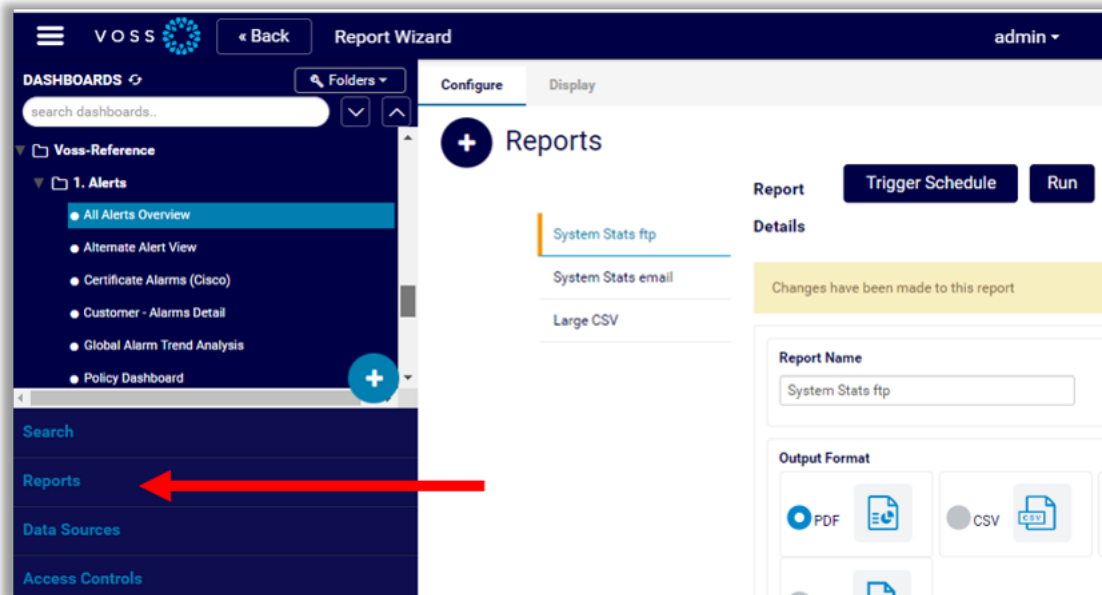 VOSS « Back Report Wizard admin
DASHBOARDS Folders
search dashboards..
Voss-Reference
1. Alerts
All Alerts Overview
Alternate Alert View
Certificate Alarms (Cisco)
Customer - Alarms Detail
Global Alarm Trend Analysis
Policy Dashboard
Search
Reports
Data Sources
Access Controls
Configure Display
Reports
System Stats ftp
System Stats email
Large CSV
Report Trigger Schedule Run
Details
Changes have been made to this report
Report Name
System Stats ftp
Output Format
PDF CSV CSV